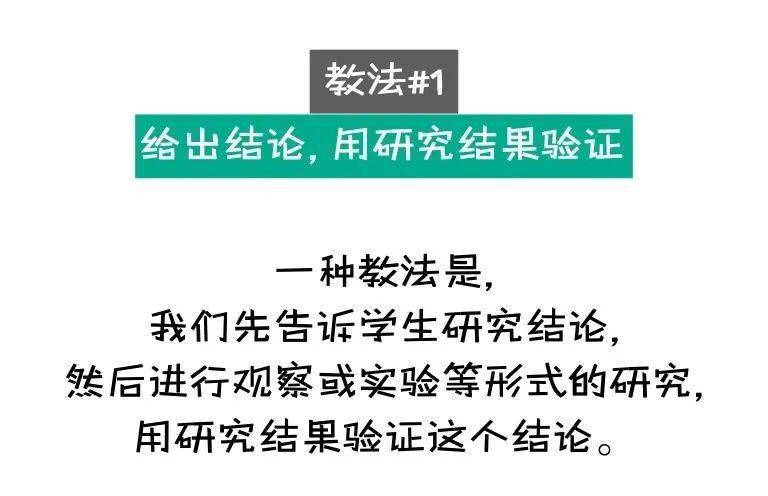 教法#1
给出结论，用研究结果验证
一种教法是，
我们先告诉学生研究结论，
然后进行观察或实验等形式的研究，
用研究结果验证这个结论。